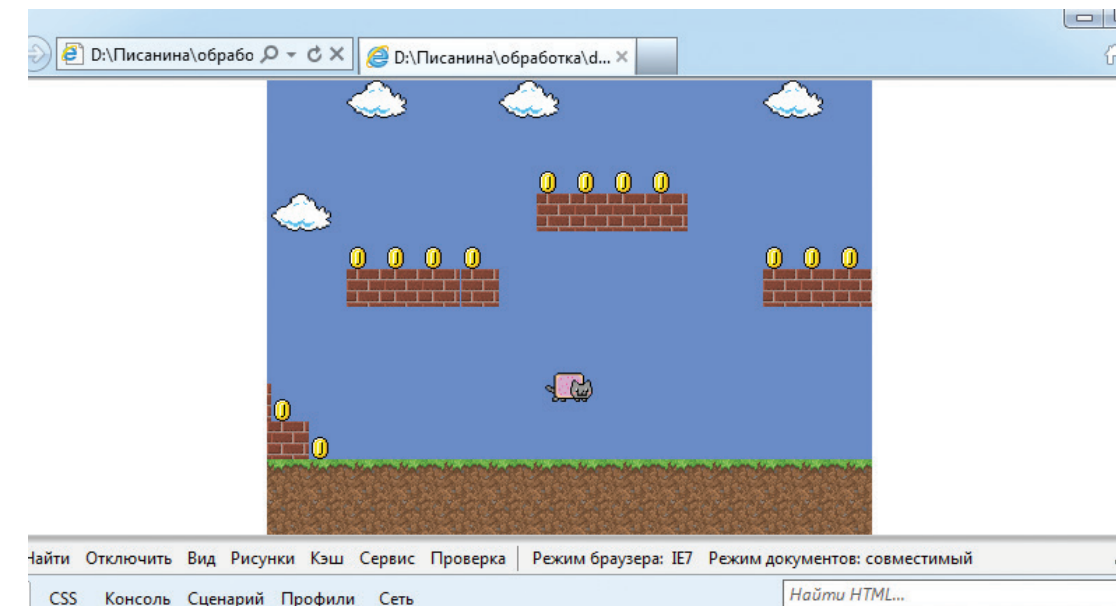 D:\Писанина\обрабо
D:\Писанина\обработка\d...
Найти Отключить Вид Рисунки Кэш Сервис Проверка Режим браузера: IE7 Режим документов: совместимый
CSS Консоль Сценарий Профили Сеть
Найти HTML...